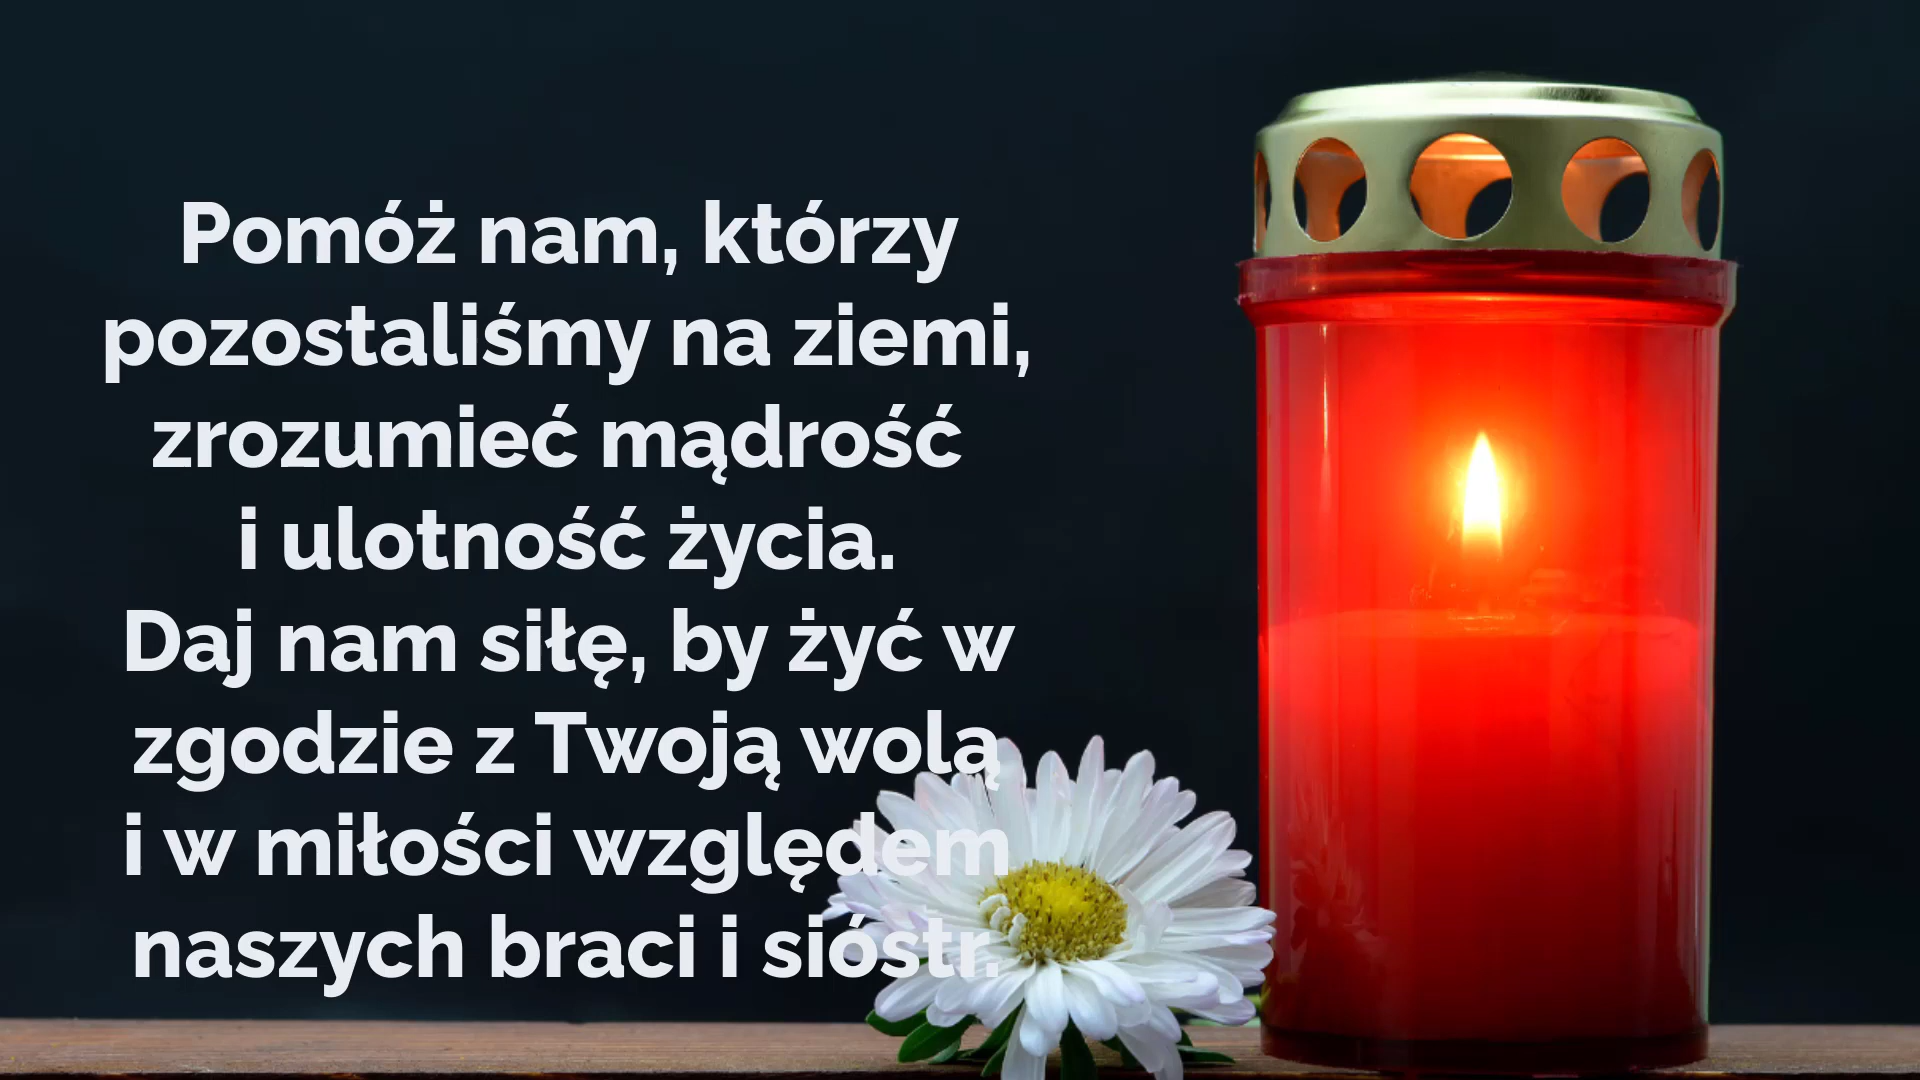 Pomóż nam, którzy
pozostaliśmy na ziemi,
zrozumieć mądrość
i ulotność życia.
Daj nam siłę, by żyć w
zgodzie z Twoją wolą
i w miłości względem
naszych braci i sióstr.